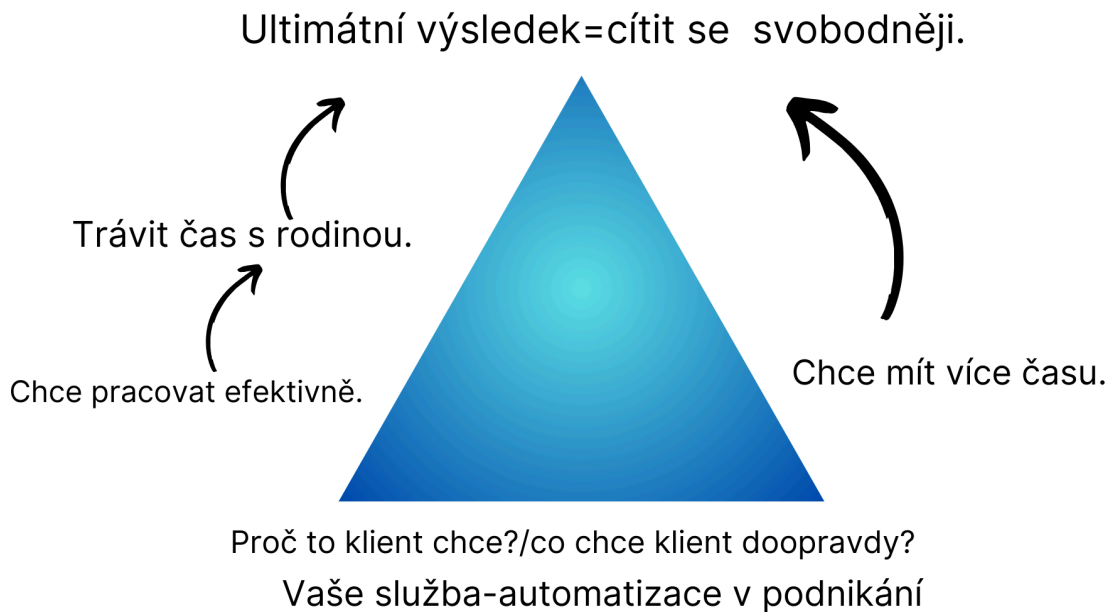 Ultimátní výsledek=cítit se svobodněji.
Trávit čas s rodinou.
Chce pracovat efektivně.
Chce mít více času.
Proč to klient chce?/co chce klient doopravdy?
Vaše služba-automatizace v podnikání